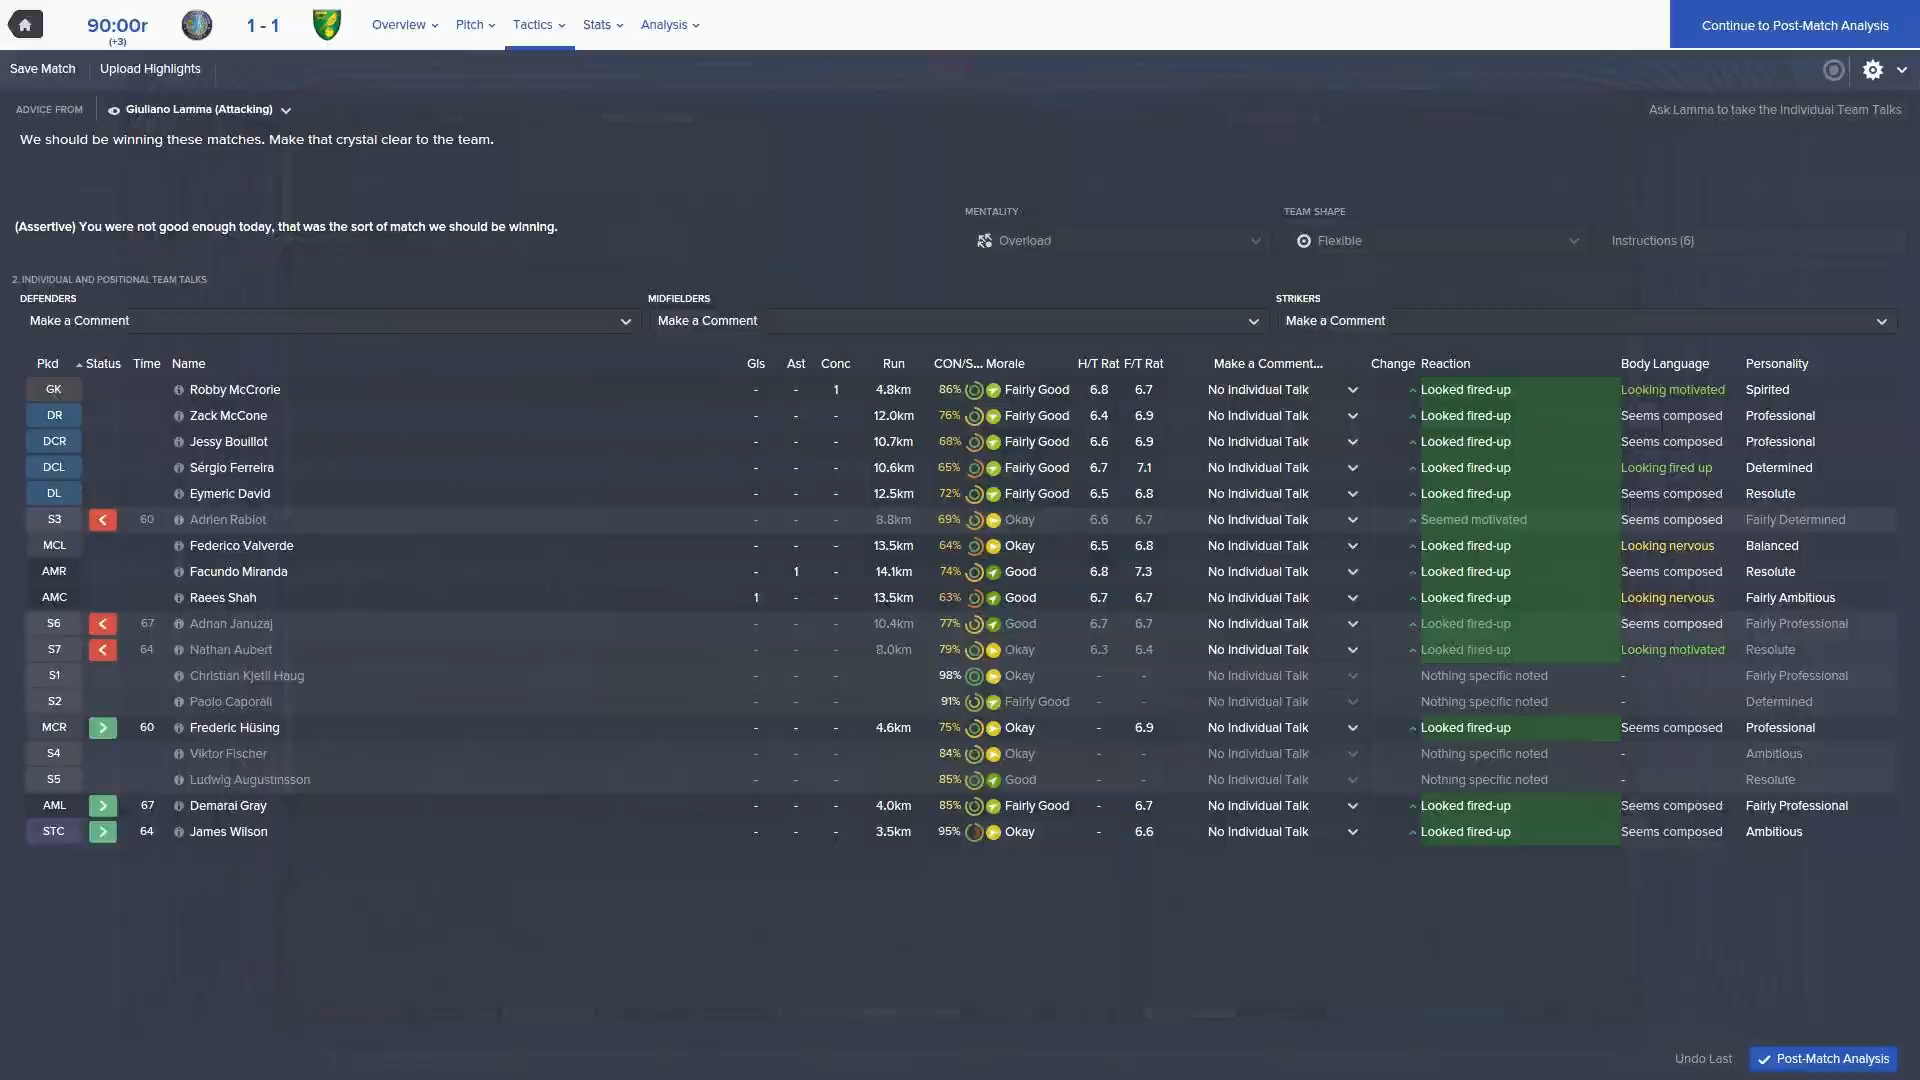 90:00r
(+3)
1 - 1
Overview Pitch Tactics Stats Analysis
Continue to Post-Match Analysis
Save Match Upload Highlights
ADVICE FROM Giuliano Lamma (Attacking) Ask Lamma to take the Individual Team Talks
We should be winning these matches. Make that crystal clear to the team.
MENTALITY TEAM SHAPE
(Assertive) You were not good enough today, that was the sort of match we should be winning.
Overload Flexible Instructions (6)
2. INDIVIDUAL AND POSITIONAL TEAM TALKS
DEFENDERS MIDFIELDERS STRIKERS
Make a Comment Make a Comment Make a Comment
Pkd Status Time Name Gls Ast Conc Run CON/S... Morale H/T Rat F/T Rat Make a Comment... Change Reaction Body Language Personality
GK Robby McCrorie - - 1 4.8km 86% Fairly Good 6.8 6.7 No Individual Talk Looked fired-up Looking motivated Spirited
DR Zack McCone - - - 12.0km 76% Fairly Good 6.4 6.9 No Individual Talk Looked fired-up Seems composed Professional
DCR Jessy Bouillot - - - 10.7km 68% Fairly Good 6.6 6.9 No Individual Talk Looked fired-up Seems composed Professional
DCL Sérgio Ferreira - - - 10.6km 65% Fairly Good 6.7 7.1 No Individual Talk Looked fired-up Looking fired up Determined
DL Eymeric David - - - 12.5km 72% Fairly Good 6.5 6.8 No Individual Talk Looked fired-up Seems composed Resolute
S3 60 Adrien Rabiot - - - 8.8km 69% Okay 6.6 6.7 No Individual Talk Seemed motivated Seems composed Fairly Determined
MCL Federico Valverde - - - 13.5km 64% Okay 6.5 6.8 No Individual Talk Looked fired-up Looking nervous Balanced
AMR Facundo Miranda - 1 - 14.1km 74% Good 6.8 7.3 No Individual Talk Looked fired-up Seems composed Resolute
AMC Raees Shah 1 - - 13.5km 63% Good 6.7 6.7 No Individual Talk Looked fired-up Looking nervous Fairly Ambitious
S6 67 Adnan Januzaj - - - 10.4km 77% Good 6.7 6.7 No Individual Talk Looked fired-up Seems composed Fairly Professional
S7 64 Nathan Aubert - - - 8.0km 79% Okay 6.3 6.4 No Individual Talk Looked fired-up Looking motivated Resolute
S1 Christian Kjetil Haug - - - 98% Okay - - No Individual Talk Nothing specific noted - Fairly Professional
S2 Paolo Caporali - - - 91% Fairly Good - - No Individual Talk Nothing specific noted - Determined
MCR 60 Frederic Hüsing - - - 4.6km 75% Okay - 6.9 No Individual Talk Looked fired-up Seems composed Professional
S4 Viktor Fischer - - - 84% Okay - - No Individual Talk Nothing specific noted - Ambitious
S5 Ludwig Augustinsson - - - 85% Good - - No Individual Talk Nothing specific noted - Resolute
AML 67 Demarai Gray - - - 4.0km 85% Fairly Good - 6.7 No Individual Talk Looked fired-up Seems composed Fairly Professional
STC 64 James Wilson - - - 3.5km 95% Okay - 6.6 No Individual Talk Looked fired-up Seems composed Ambitious
Undo Last Post-Match Analysis